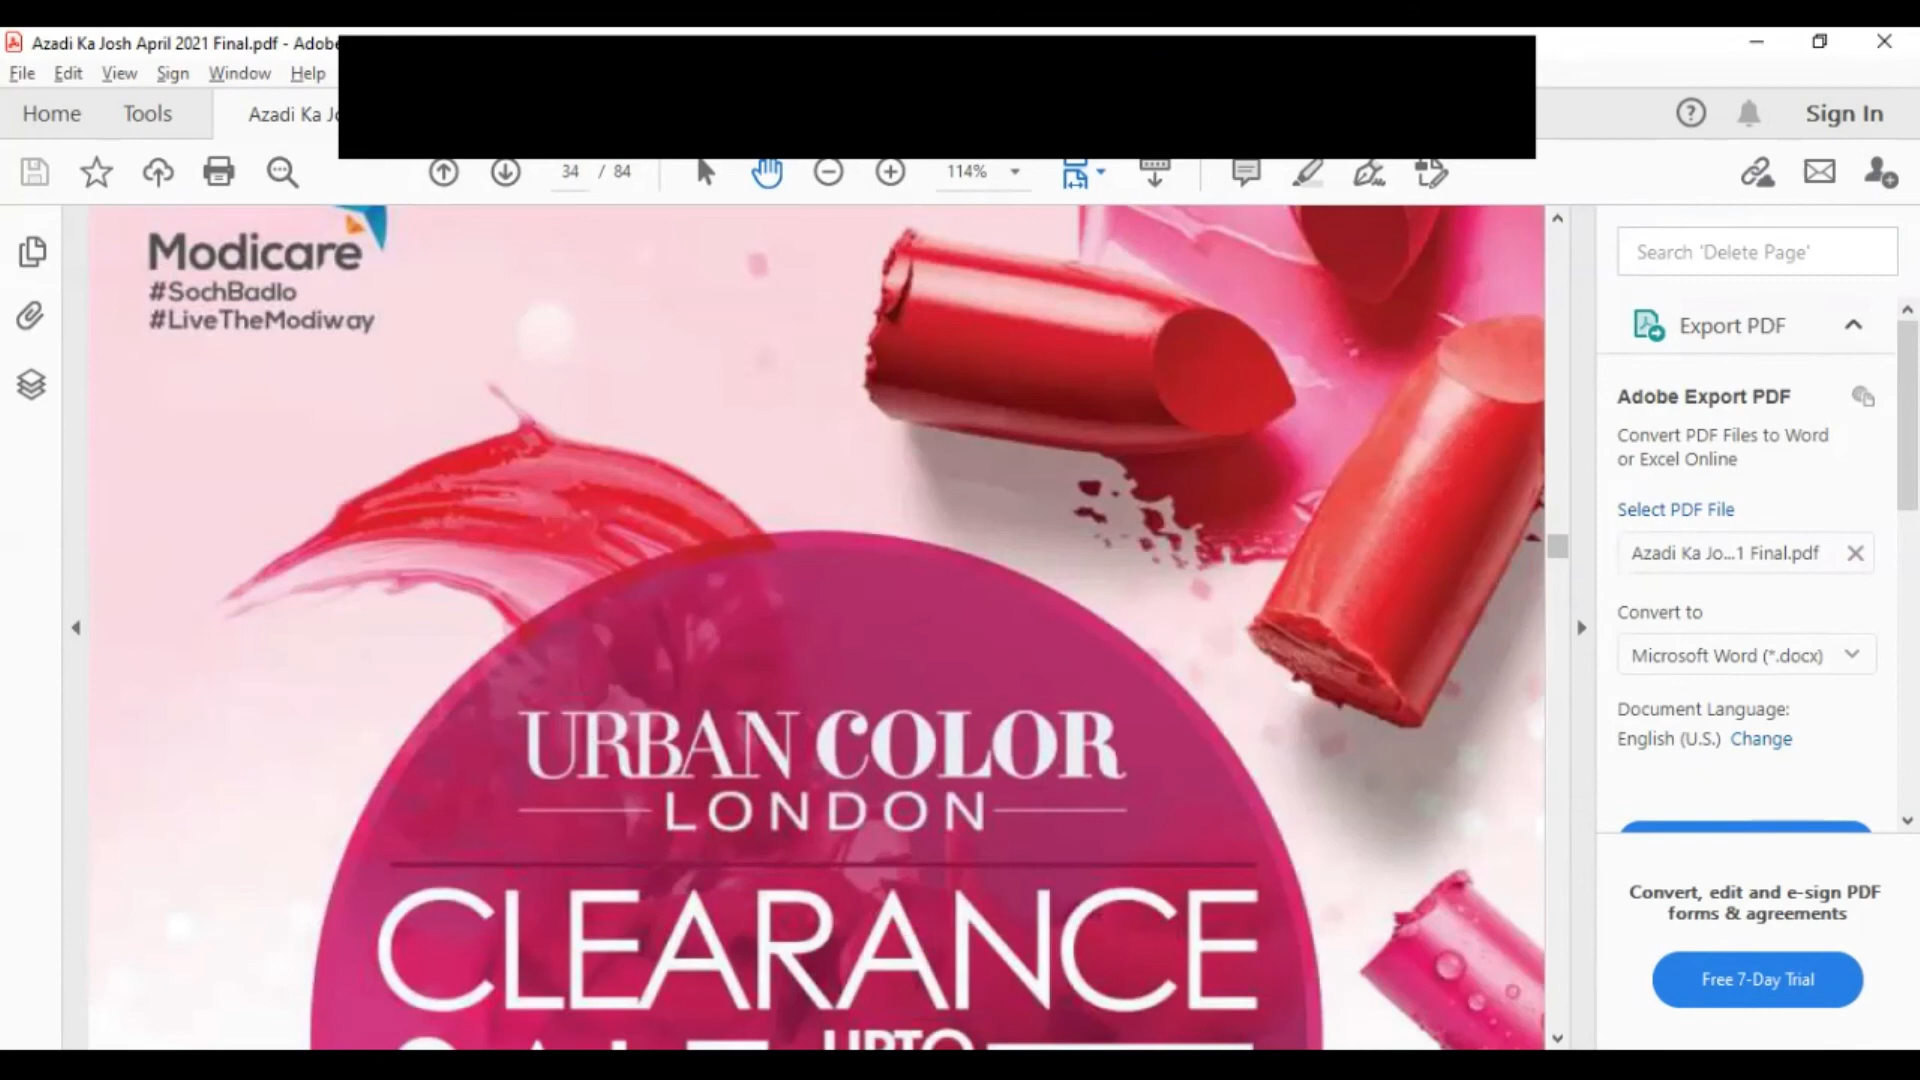 Azadi Ka Josh April 2021 Final.pdf - Adobe
File Edit View Sign Window Help
Home Tools Azadi Ka Jo
Sign In
34 / 84
114%
Modicare
#SochBadlo
#LiveTheModiway
URBAN COLOR
LONDON
CLEARANCE
SALE UPTO
Search 'Delete Page'
Export PDF
Adobe Export PDF
Convert PDF Files to Word
or Excel Online
Select PDF File
Azadi Ka Jo...1 Final.pdf
Convert to
Microsoft Word (*.docx)
Document Language:
English (U.S.) Change
Convert, edit and e-sign PDF
forms & agreements
Free 7-Day Trial